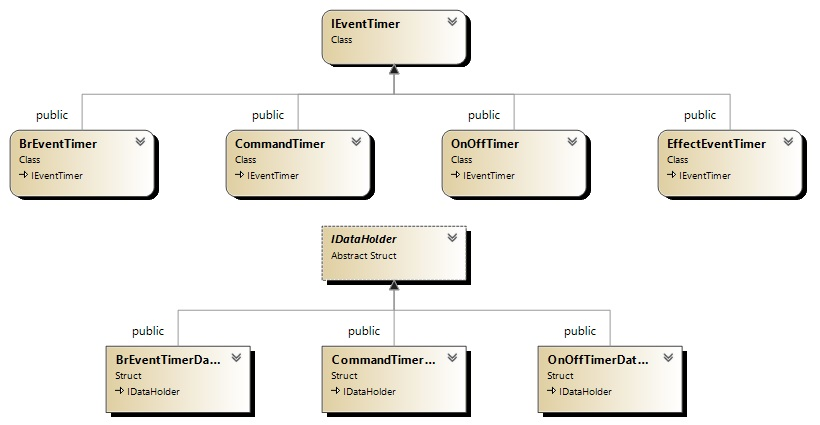 IEventTimer
Class
public
public
public
public
BrEventTimer
Class
IEventTimer
CommandTimer
Class
IEventTimer
OnOffTimer
Class
IEventTimer
EffectEventTimer
Class
IEventTimer
IDataHolder
Abstract Struct
public
public
public
BrEventTimerDa...
Struct
IDataHolder
CommandTimer...
Struct
IDataHolder
OnOffTimerDat...
Struct
IDataHolder